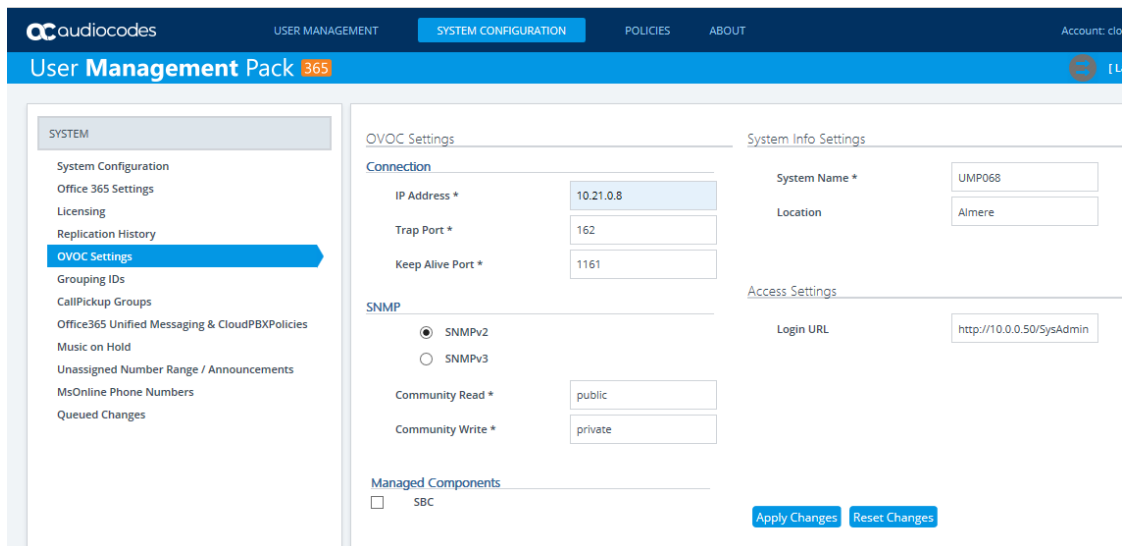 audiocodes
USER MANAGEMENT
SYSTEM CONFIGURATION
POLICIES
ABOUT
Account: clo
User Management Pack 365
[ L
SYSTEM
System Configuration
Office 365 Settings
Licensing
Replication History
OVOC Settings
Grouping IDs
CallPickup Groups
Office365 Unified Messaging & CloudPBXPolicies
Music on Hold
Unassigned Number Range / Announcements
MsOnline Phone Numbers
Queued Changes
OVOC Settings
Connection
IP Address * 10.21.0.8
Trap Port * 162
Keep Alive Port * 1161
SNMP
SNMPv2
SNMPv3
Community Read * public
Community Write * private
Managed Components
SBC
System Info Settings
System Name * UMP068
Location Almere
Access Settings
Login URL http://10.0.0.50/SysAdmin
Apply Changes Reset Changes